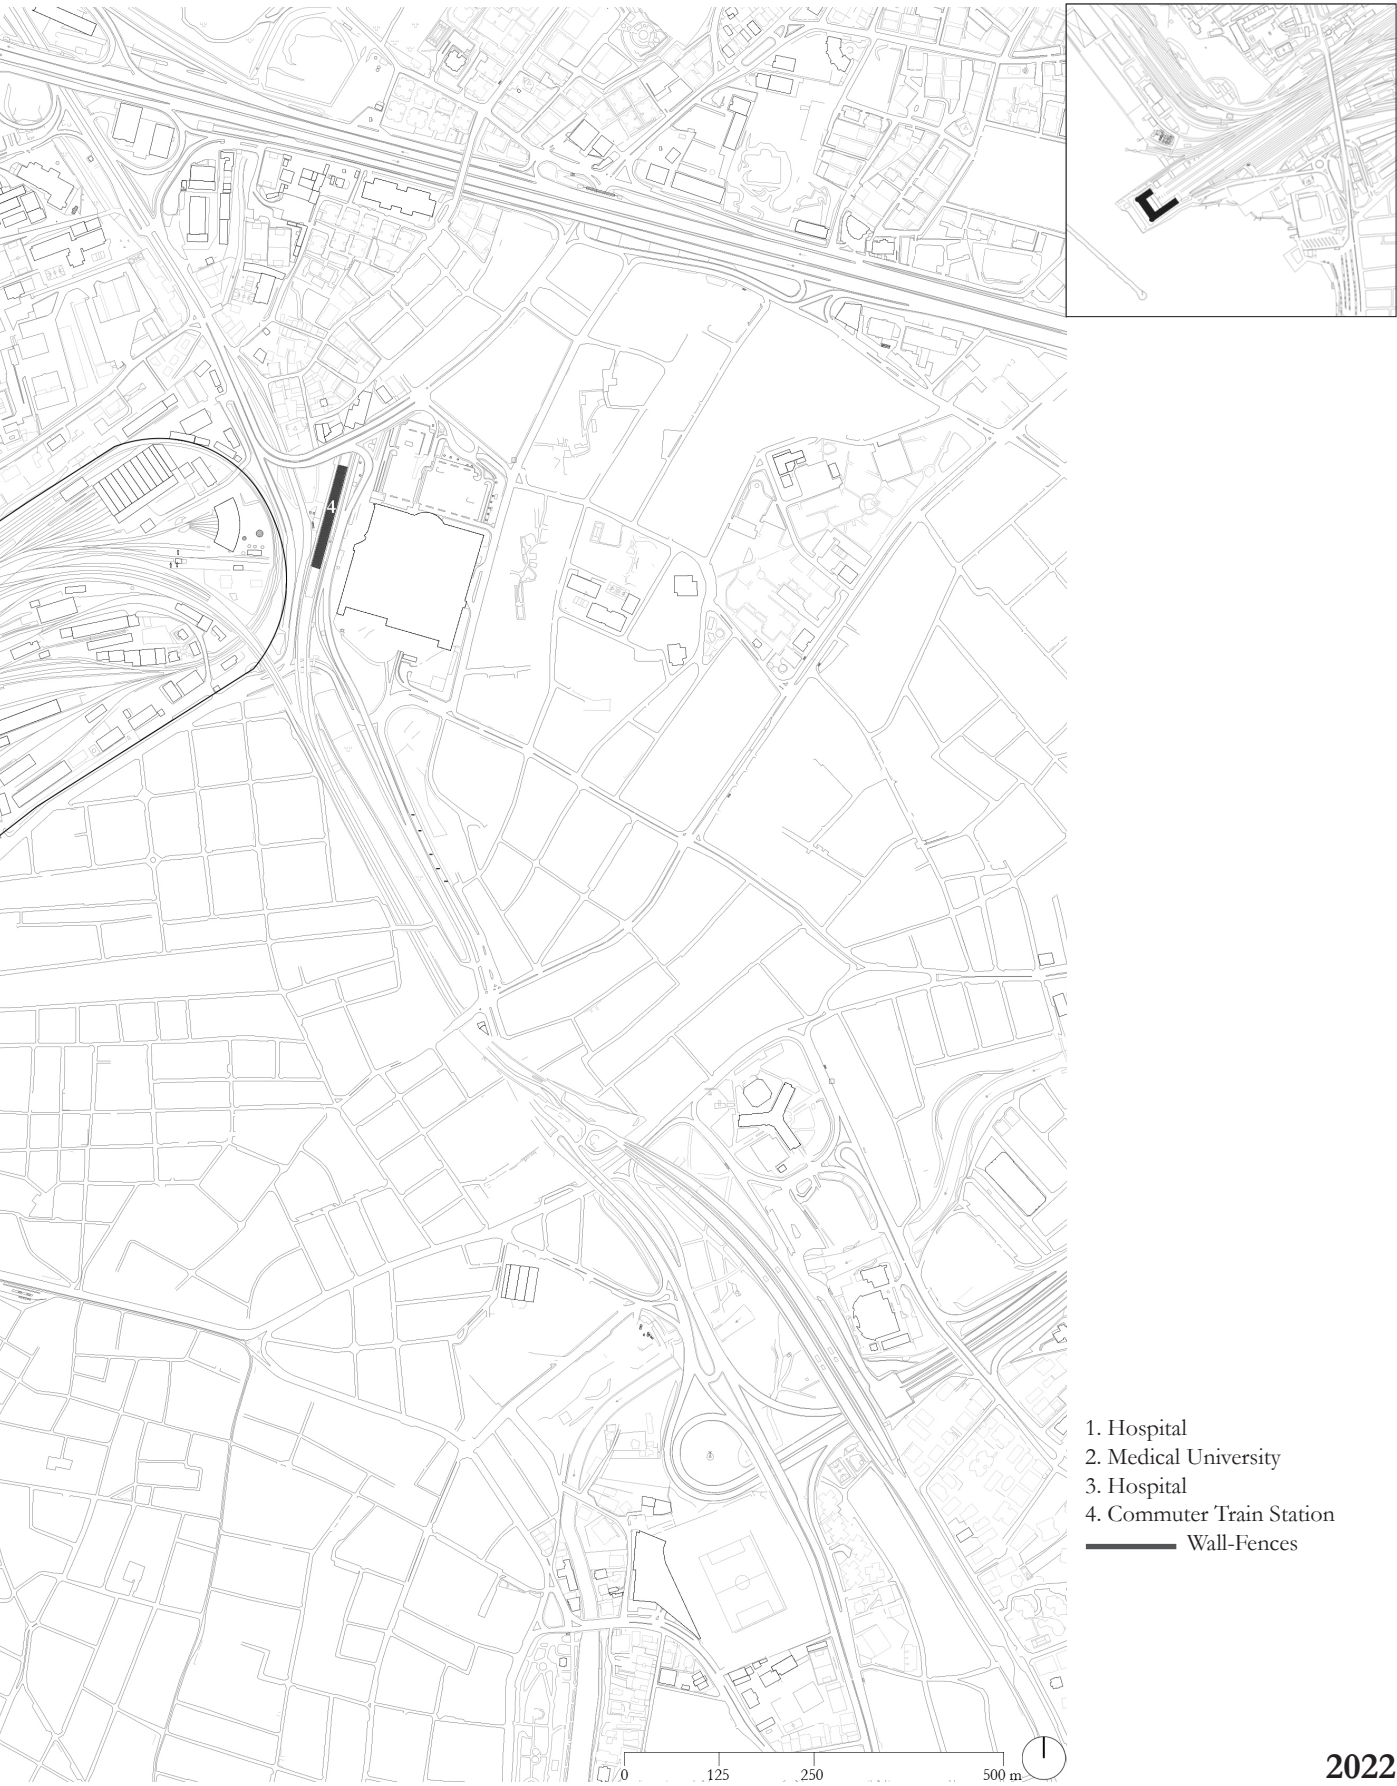 4
1. Hospital
2. Medical University
3. Hospital
4. Commuter Train Station
Wall-Fences
0 125 250 500 m
2022